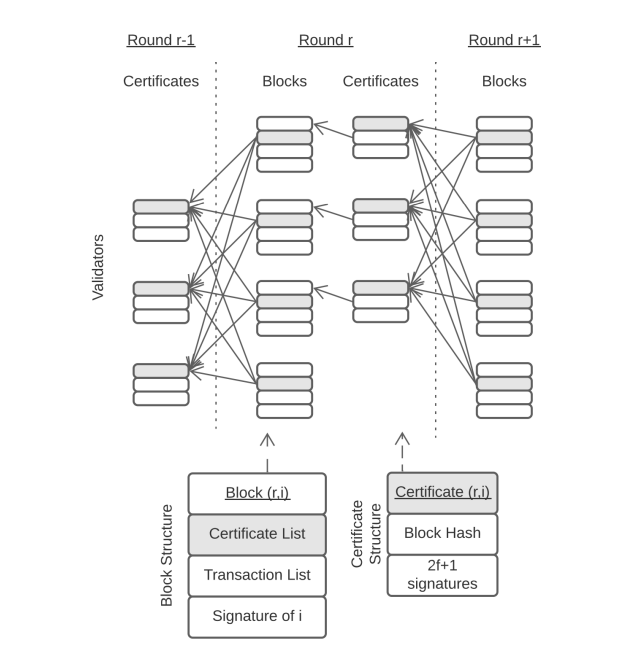 Round r-1
Round r
Round r+1
Certificates
Blocks
Certificates
Blocks
Validators
Block Structure
Block (r,i)
Certificate List
Transaction List
Signature of i
Certificate
Structure
Certificate (r,i)
Block Hash
2f+1
signatures